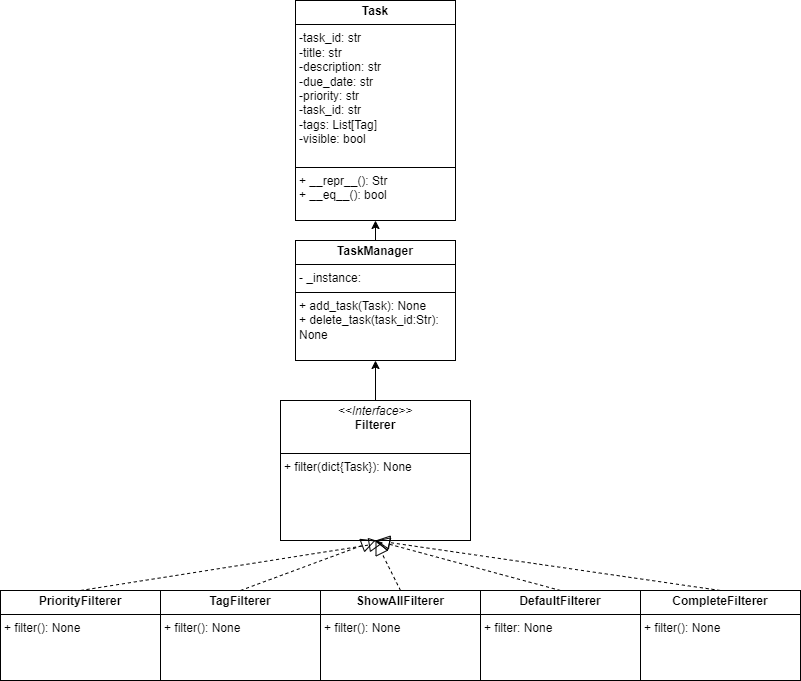 Task
-task_id: str
-title: str
-description: str
-due_date: str
-priority: str
-task_id: str
-tags: List[Tag]
-visible: bool
+ __repr__(): Str
+ __eq__(): bool
TaskManager
- _instance:
+ add_task(Task): None
+ delete_task(task_id:Str):
None
<<Interface>>
Filterer
+ filter(dict{Task}): None
PriorityFilterer
+ filter(): None
TagFilterer
+ filter(): None
ShowAllFilterer
+ filter(): None
DefaultFilterer
+ filter: None
CompleteFilterer
+ filter(): None